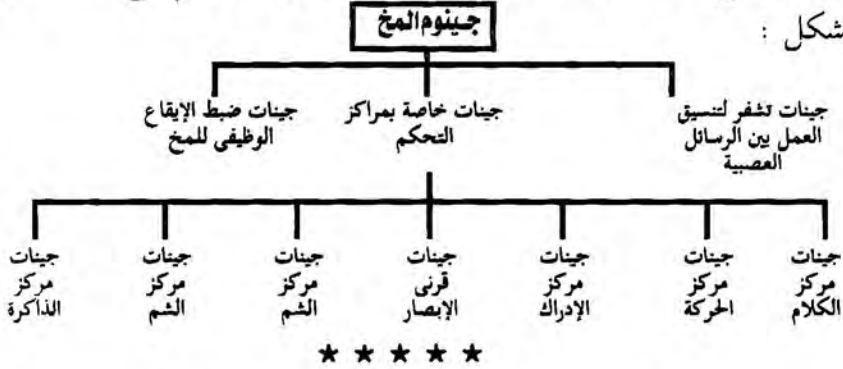 شكل :
جينوم المخ
جينات تشفر لتنسيق
العمل بين الرسائل
العصبية
جينات خاصة بمراكز
التحكم
جينات ضبط الإيقاع
الوظيفى للمخ
جينات
مركز
الكلام
جينات
مركز
الحركة
جينات
مركز
الإدراك
جينات
قرنى
الإبصار
جينات
مركز
الشم
جينات
مركز
الشم
جينات
مركز
الذاكرة
★ ★ ★ ★ ★